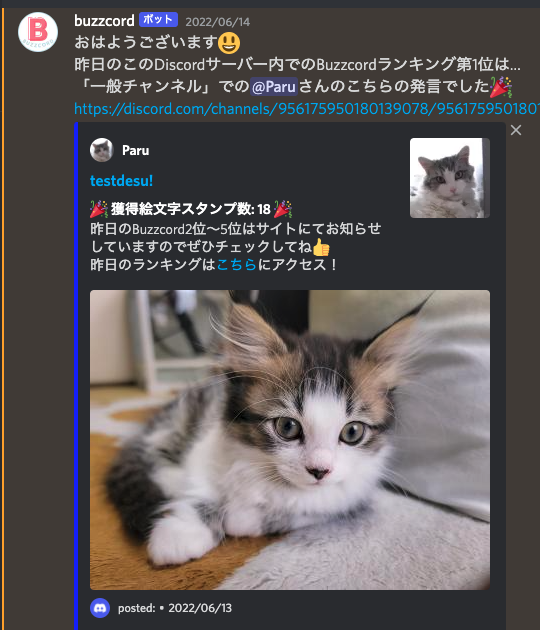 buzzcord ボット 2022/06/14
おはようございます😃
昨日のこのDiscordサーバー内でのBuzzcordランキング第1位は...
「一般チャンネル」での@Paruさんのこちらの発言でした🎉
https://discord.com/channels/956175950180139078/9561759501801
Paru
testdesu!
🎉 獲得絵文字スタンプ数: 18 🎉
昨日のBuzzcord2位〜5位はサイトにてお知らせ
していますのでぜひチェックしてね👍
昨日のランキングはこちらにアクセス！
posted: • 2022/06/13